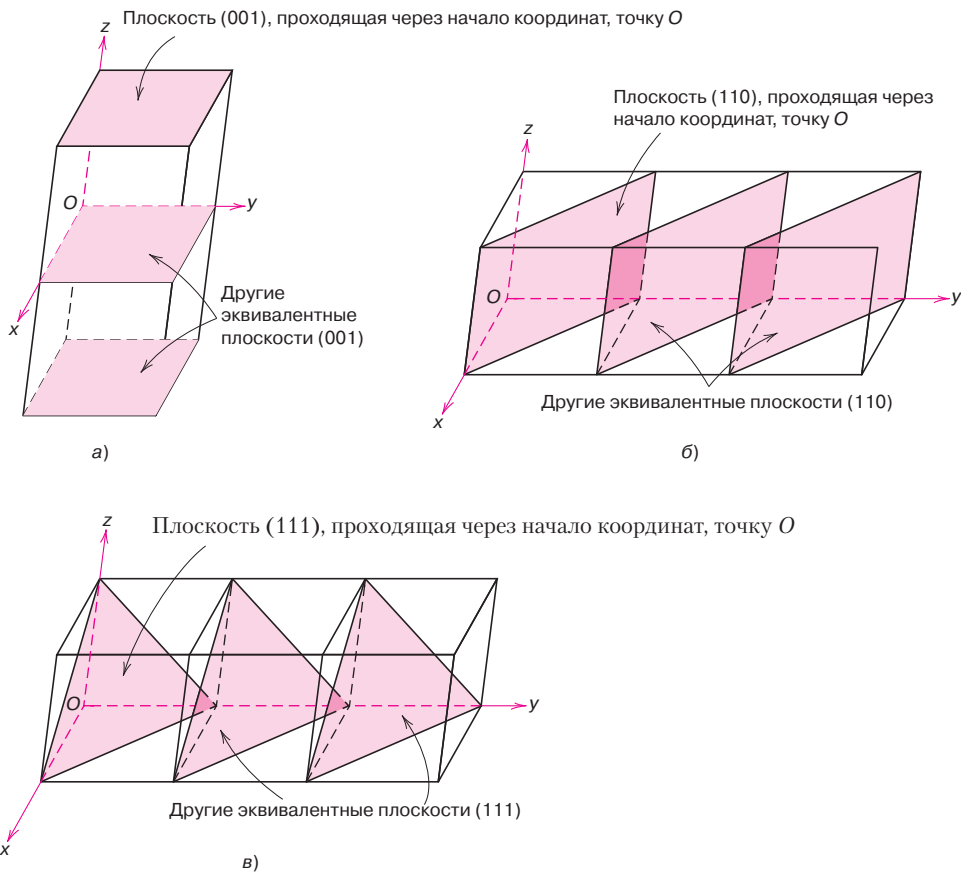 Плоскость (001), проходящая через начало координат, точку O
z
O
y
x
Другие
эквивалентные
плоскости (001)
а)
Плоскость (110), проходящая через
начало координат, точку O
z
O
y
x
Другие эквивалентные плоскости (110)
б)
Плоскость (111), проходящая через начало координат, точку O
z
O
y
x
Другие эквивалентные плоскости (111)
в)